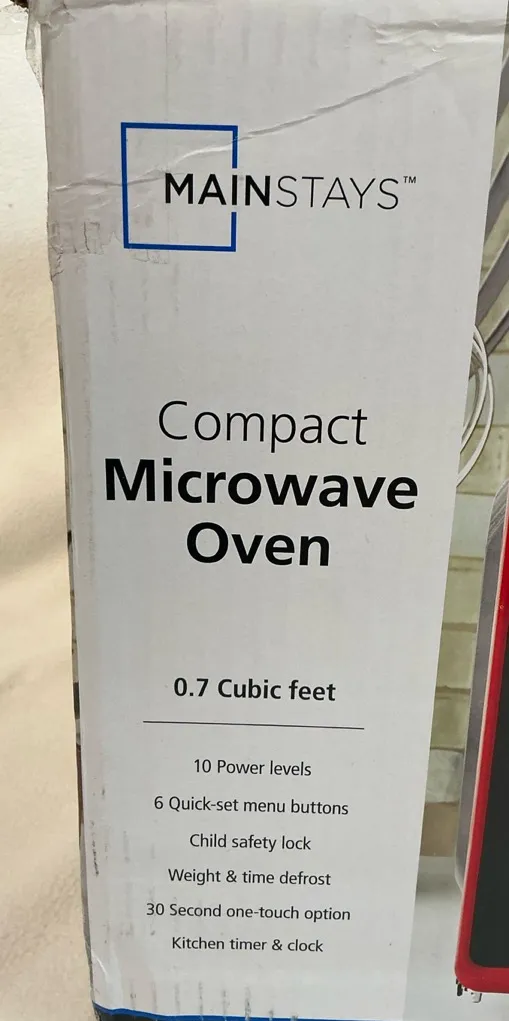 MAINSTAYS™
Compact
Microwave
Oven
0.7 Cubic feet
10 Power levels
6 Quick-set menu buttons
Child safety lock
Weight & time defrost
30 Second one-touch option
Kitchen timer & clock